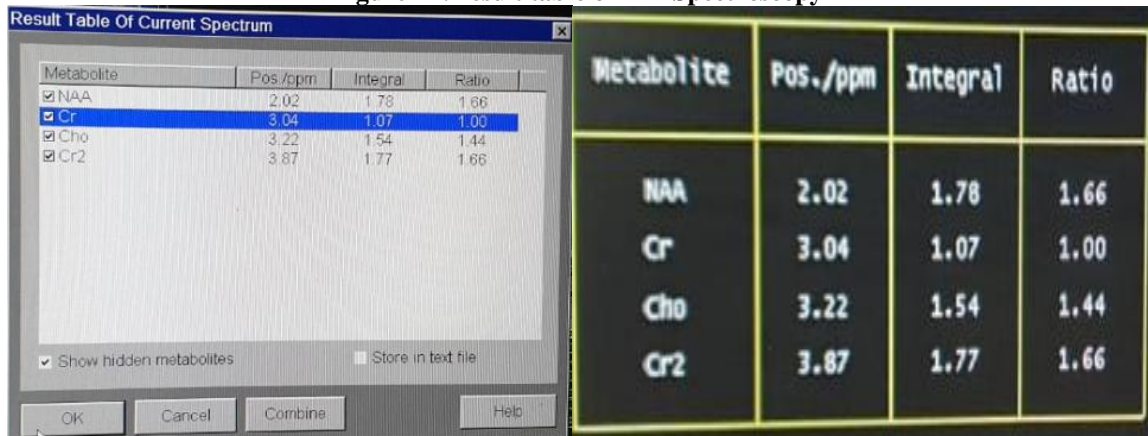 Result Table Of Current Spectrum
Metabolite Pos./ppm Integral Ratio
NAA 2.02 1.78 1.66
Cr 3.04 1.07 1.00
Cho 3.22 1.54 1.44
Cr2 3.87 1.77 1.66
Show hidden metabolites Store in text file
OK Cancel Combine Help
Metabolite Pos./ppm Integral Ratio
NAA 2.02 1.78 1.66
Cr 3.04 1.07 1.00
Cho 3.22 1.54 1.44
Cr2 3.87 1.77 1.66